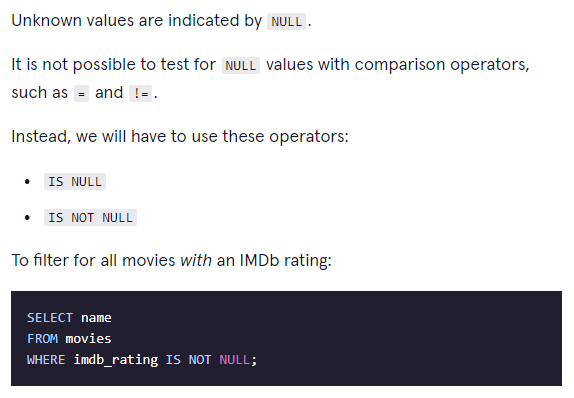 Unknown values are indicated by NULL.
It is not possible to test for NULL values with comparison operators,
such as = and !=.
Instead, we will have to use these operators:
• IS NULL
• IS NOT NULL
To filter for all movies with an IMDb rating:
SELECT name
FROM movies
WHERE imdb_rating IS NOT NULL;